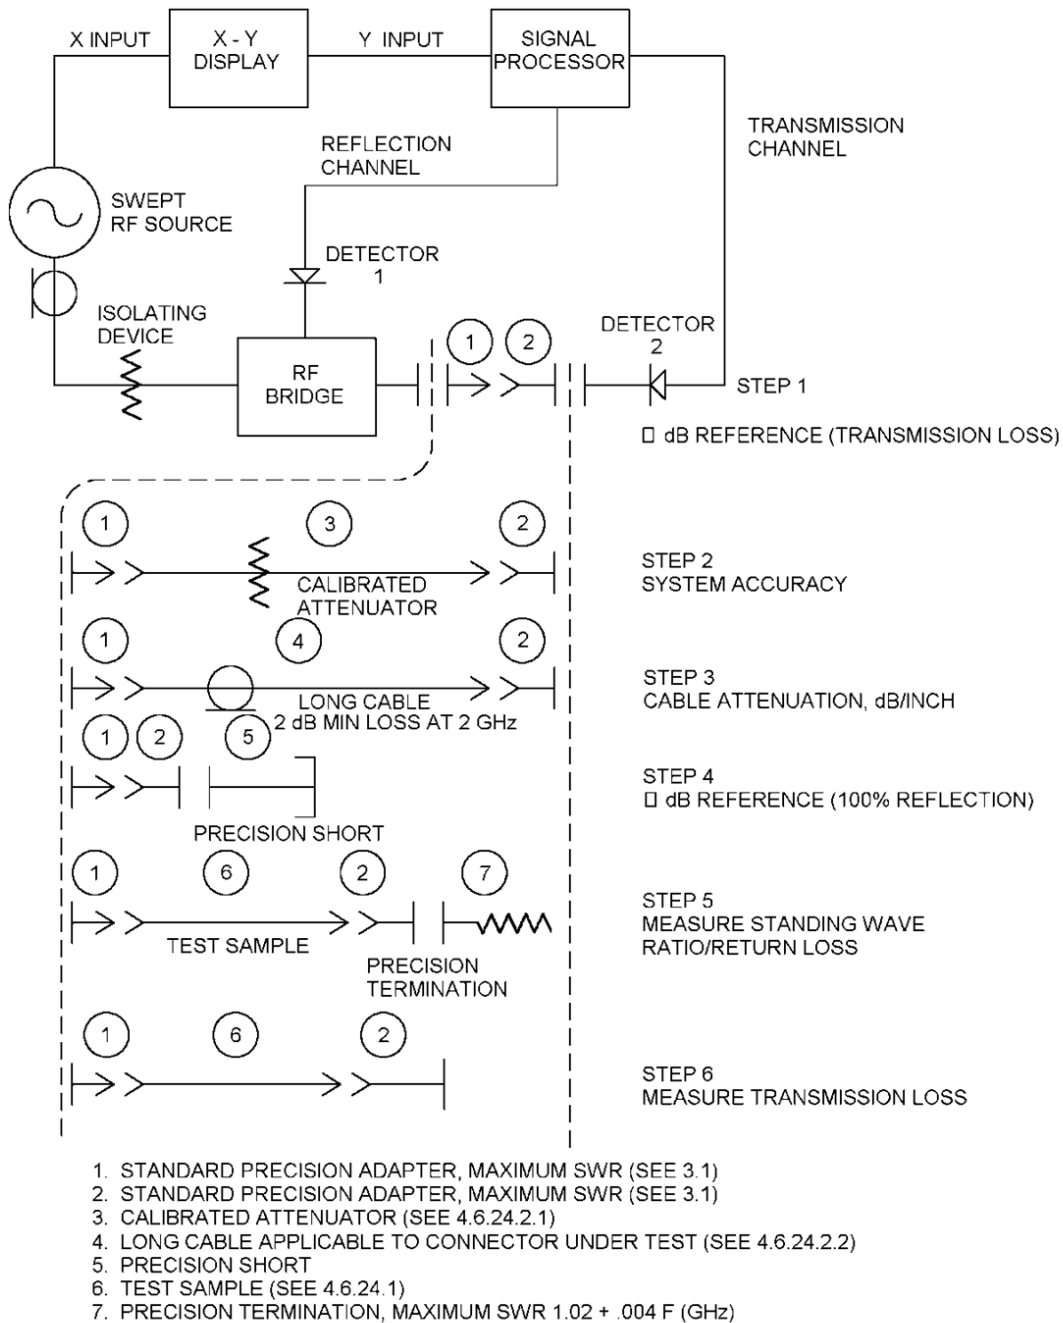 X INPUT
X - Y
DISPLAY
Y INPUT
SIGNAL
PROCESSOR
REFLECTION
CHANNEL
TRANSMISSION
CHANNEL
SWEPT
RF SOURCE
DETECTOR
1
ISOLATING
DEVICE
RF
BRIDGE
1
2
DETECTOR
2
STEP 1
□ dB REFERENCE (TRANSMISSION LOSS)
1
3
2
CALIBRATED
ATTENUATOR
STEP 2
SYSTEM ACCURACY
1
4
2
LONG CABLE
2 dB MIN LOSS AT 2 GHz
STEP 3
CABLE ATTENUATION, dB/INCH
1
2
5
PRECISION SHORT
STEP 4
□ dB REFERENCE (100% REFLECTION)
1
6
2
7
TEST SAMPLE
PRECISION
TERMINATION
STEP 5
MEASURE STANDING WAVE
RATIO/RETURN LOSS
1
6
2
STEP 6
MEASURE TRANSMISSION LOSS
1. STANDARD PRECISION ADAPTER, MAXIMUM SWR (SEE 3.1)
2. STANDARD PRECISION ADAPTER, MAXIMUM SWR (SEE 3.1)
3. CALIBRATED ATTENUATOR (SEE 4.6.24.2.1)
4. LONG CABLE APPLICABLE TO CONNECTOR UNDER TEST (SEE 4.6.24.2.2)
5. PRECISION SHORT
6. TEST SAMPLE (SEE 4.6.24.1)
7. PRECISION TERMINATION, MAXIMUM SWR 1.02 + .004 F (GHz)